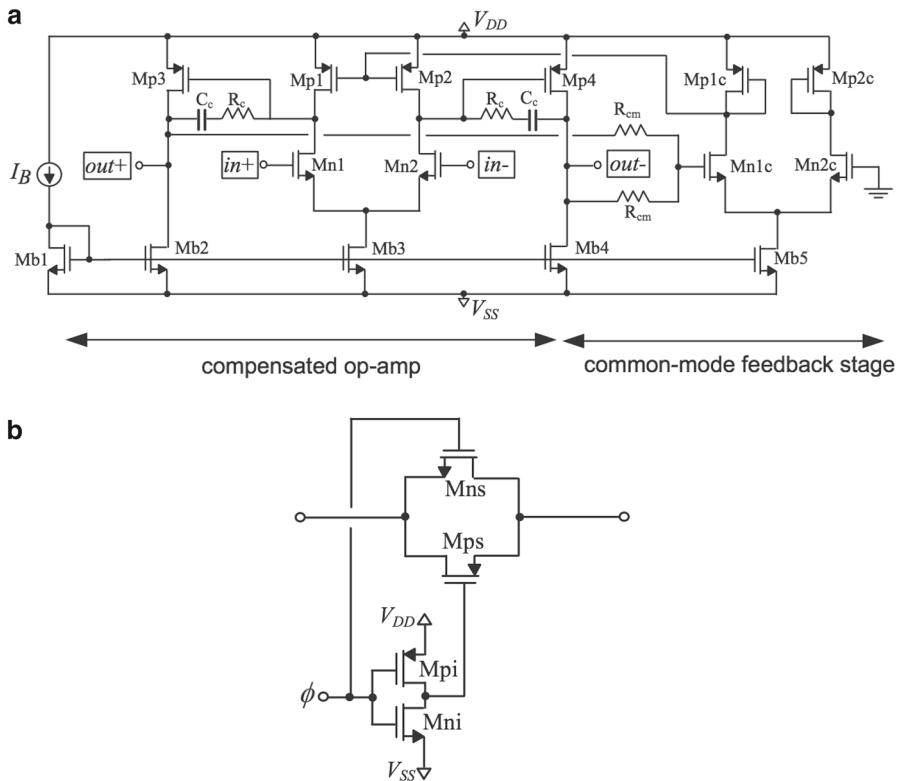 a
V_DD
Mp3
Mp1
Mp2
Mp4
Mp1c
Mp2c
C_c
R_c
R_c
C_c
R_cm
I_B
out+
in+
Mn1
Mn2
in-
out-
Mn1c
Mn2c
R_cm
Mb1
Mb2
Mb3
Mb4
Mb5
V_SS
compensated op-amp
common-mode feedback stage
b
Mns
Mps
V_DD
Mpi
ϕ
Mni
V_SS